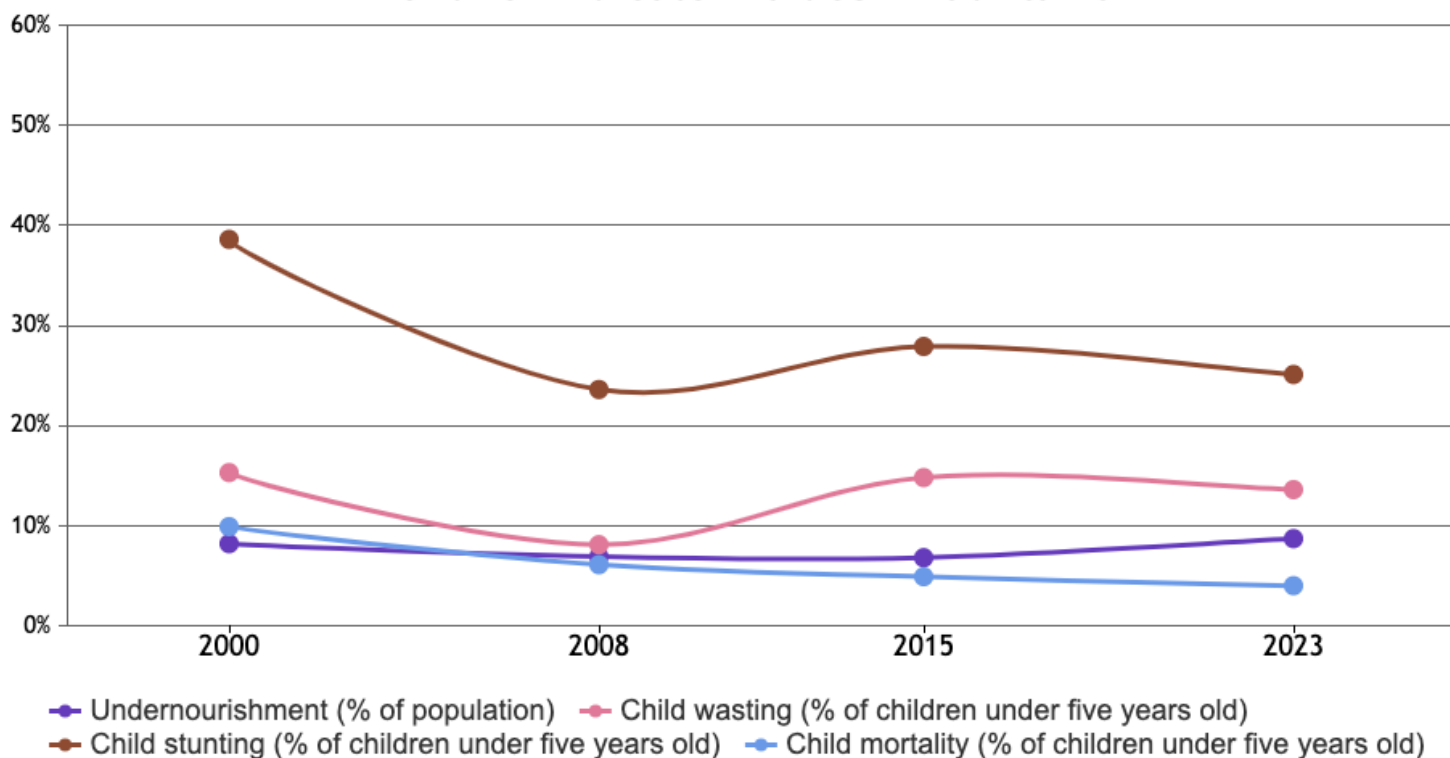 60%
50%
40%
30%
20%
10%
0%
2000 2008 2015 2023
Undernourishment (% of population) Child wasting (% of children under five years old)
Child stunting (% of children under five years old) Child mortality (% of children under five years old)